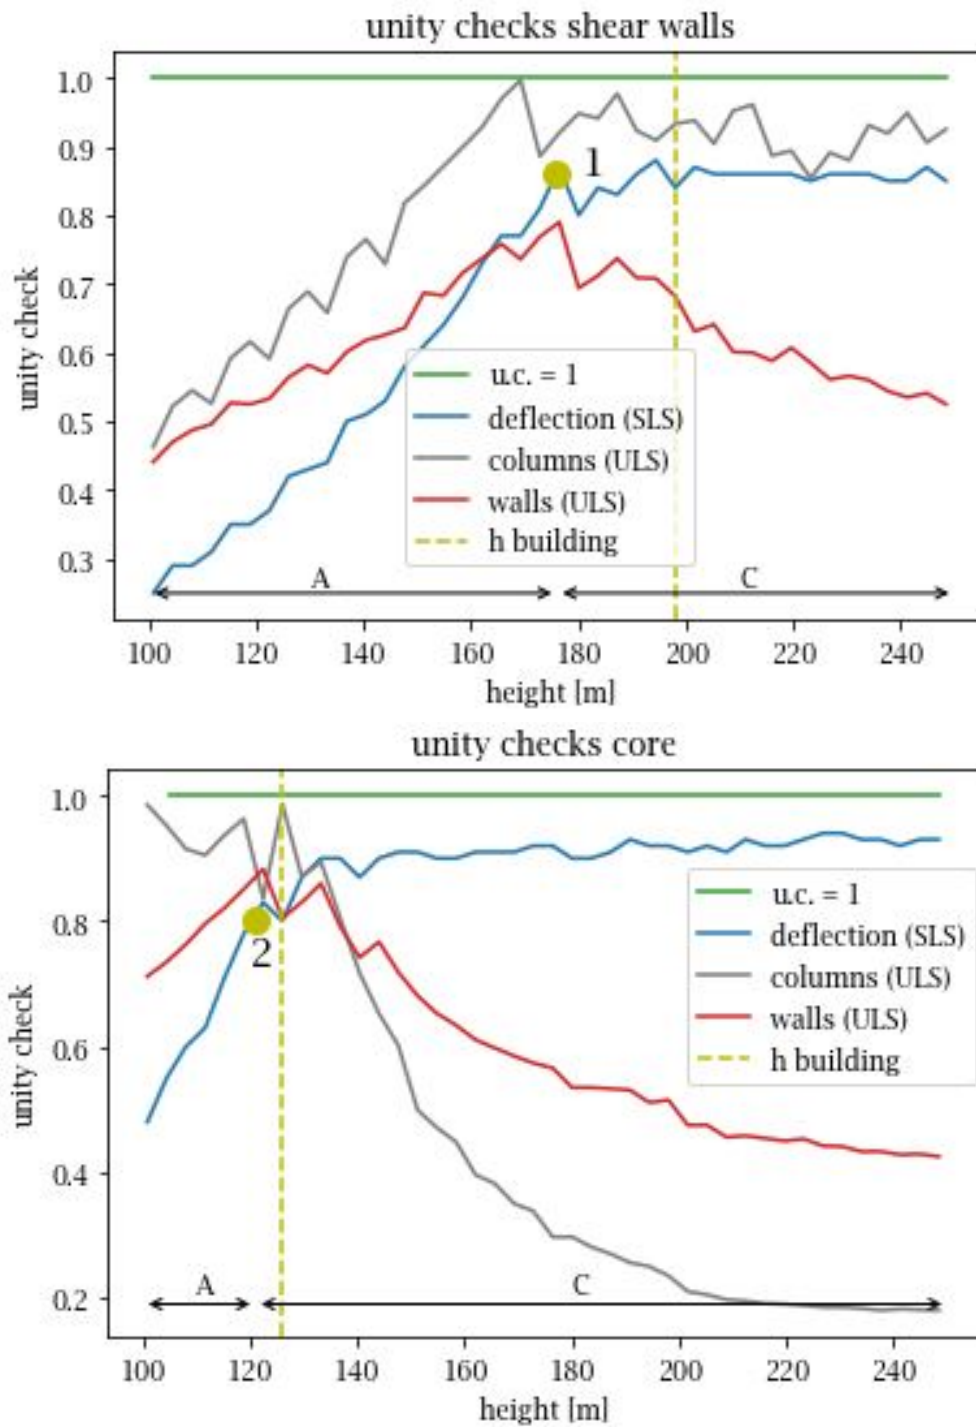 unity checks shear walls
1.0
0.9
0.8
0.7
0.6
0.5
0.4
0.3
unity check
1
u.c. = 1
deflection (SLS)
columns (ULS)
walls (ULS)
h building
A
C
100 120 140 160 180 200 220 240
height [m]
unity checks core
1.0
0.8
0.6
0.4
0.2
unity check
2
u.c. = 1
deflection (SLS)
columns (ULS)
walls (ULS)
h building
A
C
100 120 140 160 180 200 220 240
height [m]